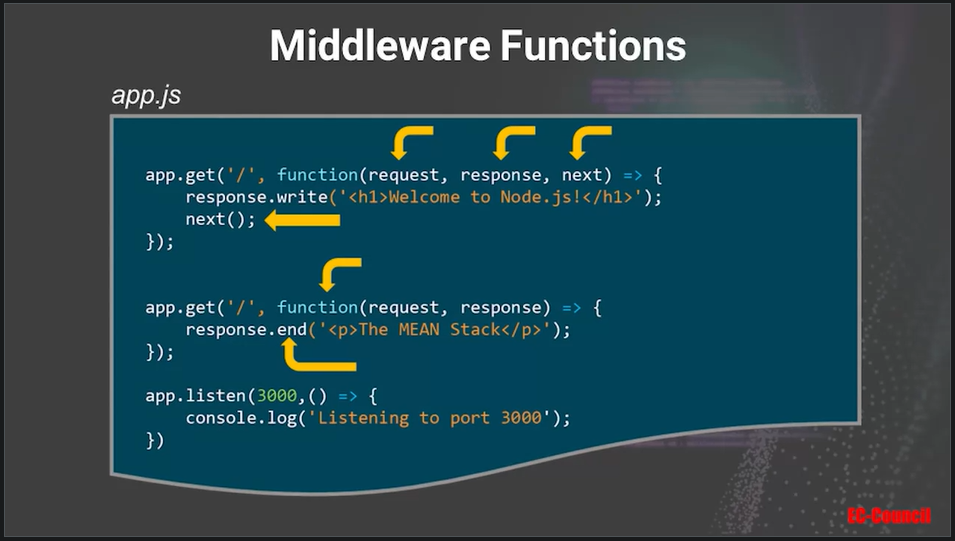 Middleware Functions
app.js
app.get('/', function(request, response, next) => {
response.write('<h1>Welcome to Node.js!</h1>');
next();
});
app.get('/', function(request, response) => {
response.end('<p>The MEAN Stack</p>');
});
app.listen(3000,() => {
console.log('Listening to port 3000');
})
EC-Council